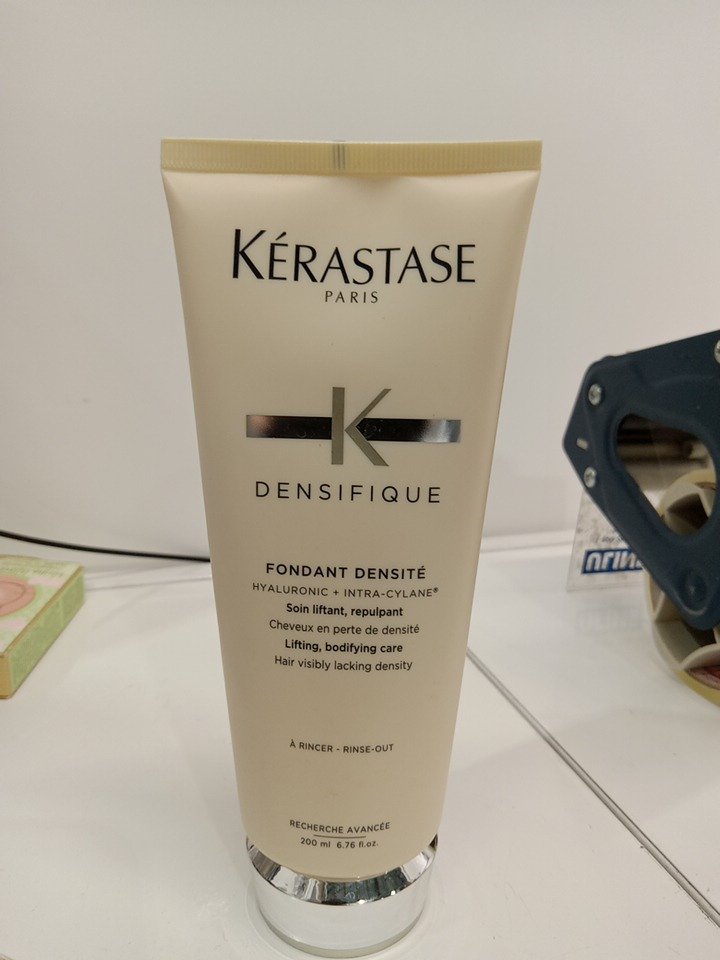 KÉRASTASE
PARIS
K
DENSIFIQUE
FONDANT DENSITÉ
HYALURONIC + INTRA-CYLANE®
Soin liftant, repulpant
Cheveux en perte de densité
Lifting, bodifying care
Hair visibly lacking density
À RINCER - RINSE-OUT
RECHERCHE AVANCÉE
200 ml 6.76 fl.oz.